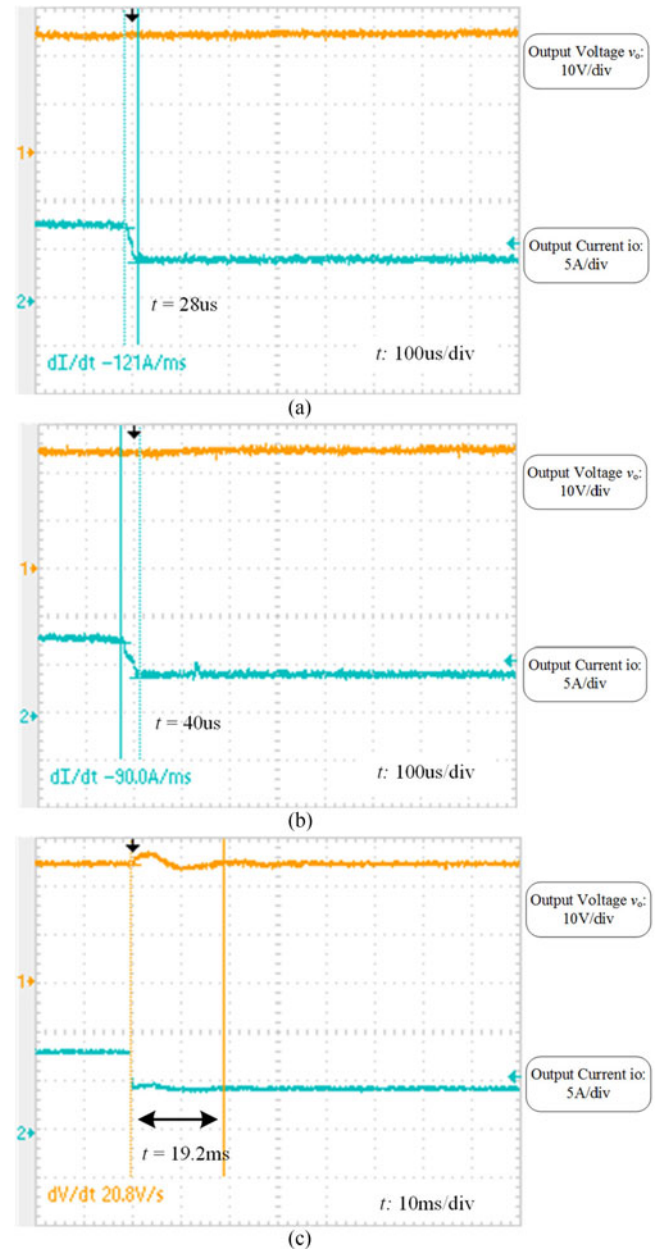 Output Voltage vo:
10V/div
1
Output Current io:
5A/div
t = 28us
2
t: 100us/div
dI/dt -121A/ms
(a)
Output Voltage vo:
10V/div
1
Output Current io:
5A/div
2
t = 40us
dI/dt -90.0A/ms
t: 100us/div
(b)
Output Voltage vo:
10V/div
1
Output Current io:
5A/div
2
t = 19.2ms
dV/dt 20.8V/s
t: 10ms/div
(c)